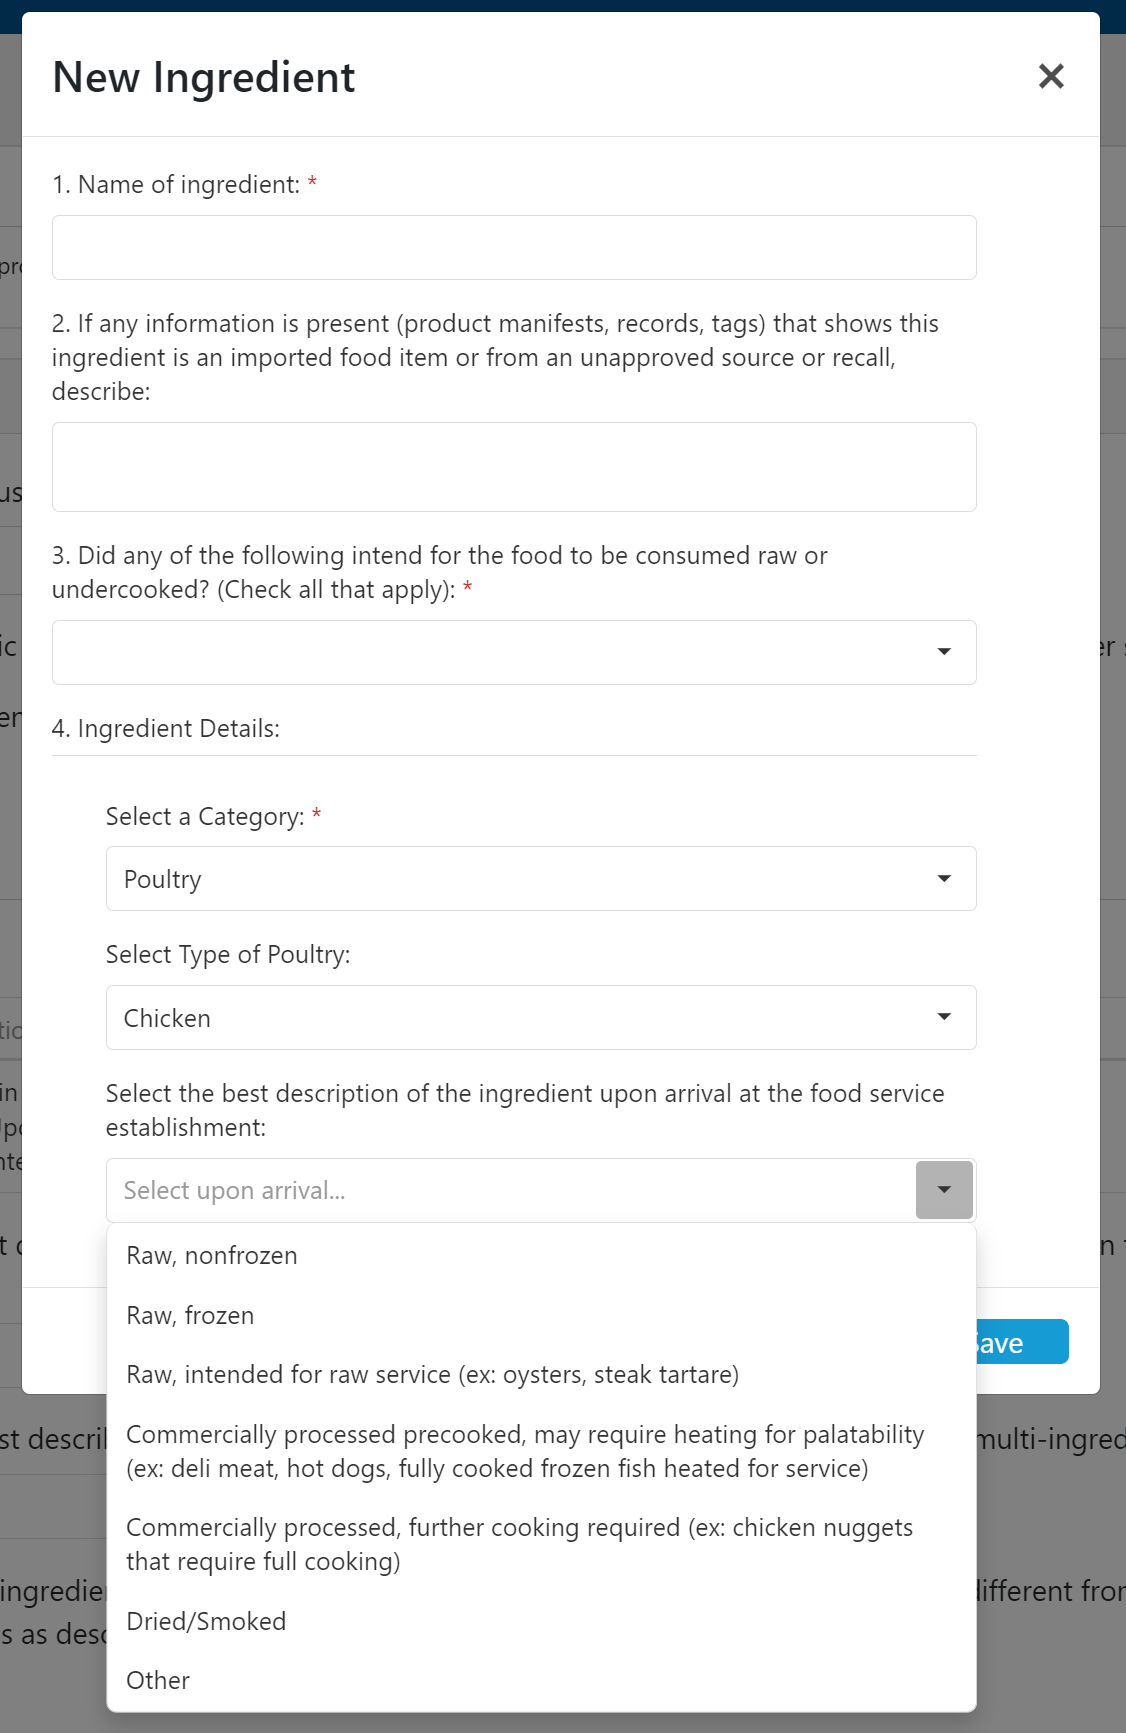 New Ingredient
1. Name of ingredient: *
2. If any information is present (product manifests, records, tags) that shows this
ingredient is an imported food item or from an unapproved source or recall,
describe:
3. Did any of the following intend for the food to be consumed raw or
undercooked? (Check all that apply): *
4. Ingredient Details:
Select a Category: *
Poultry
Select Type of Poultry:
Chicken
Select the best description of the ingredient upon arrival at the food service
establishment:
Select upon arrival...
Raw, nonfrozen
Raw, frozen
Raw, intended for raw service (ex: oysters, steak tartare)
Commercially processed precooked, may require heating for palatability
(ex: deli meat, hot dogs, fully cooked frozen fish heated for service)
Commercially processed, further cooking required (ex: chicken nuggets
that require full cooking)
Dried/Smoked
Other